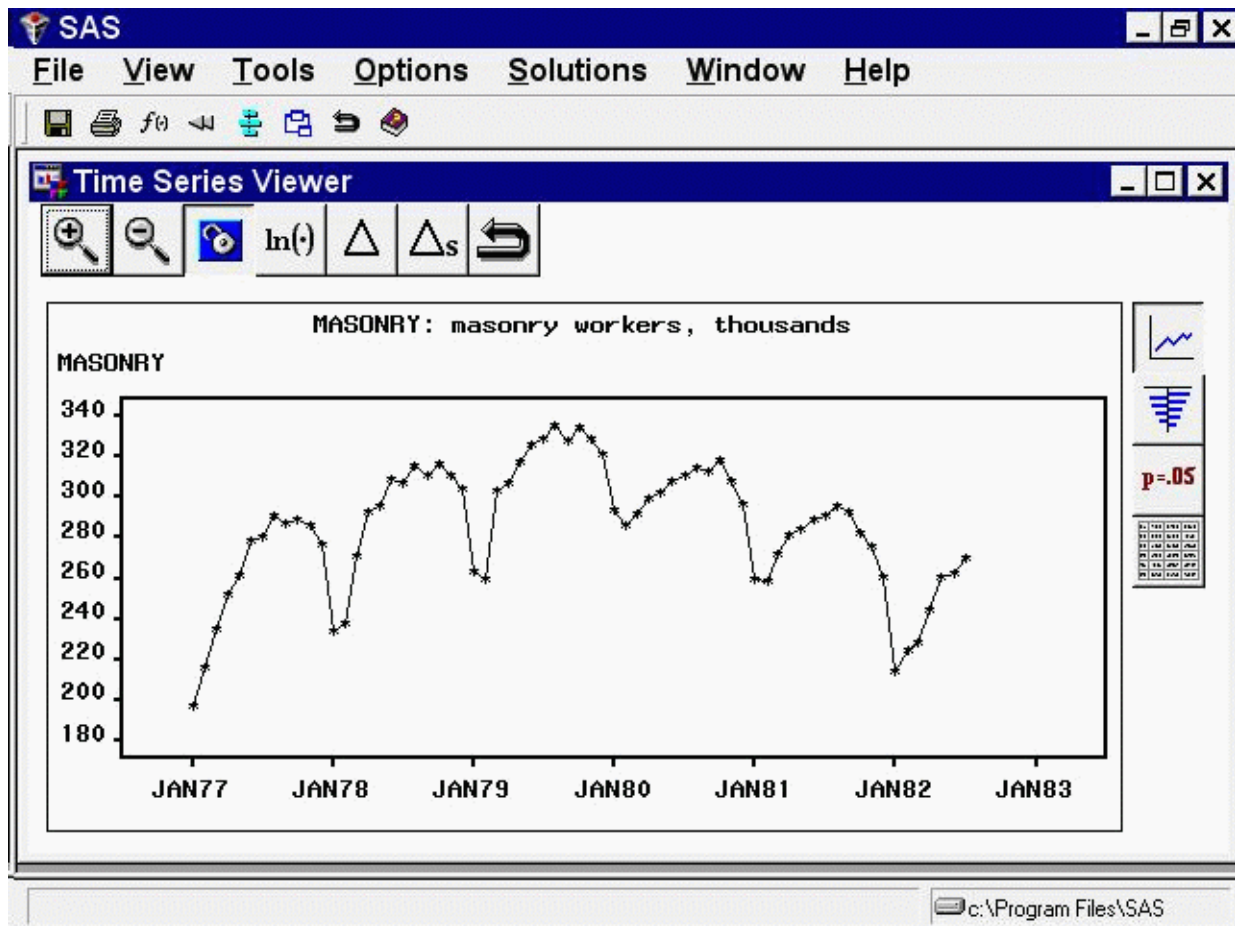 SAS
File View Tools Options Solutions Window Help
f(·)
Time Series Viewer
ln(·) Δ Δs
MASONRY: masonry workers, thousands
MASONRY
340
320
300
280
260
240
220
200
180
JAN77 JAN78 JAN79 JAN80 JAN81 JAN82 JAN83
p=.05
c:\Program Files\SAS